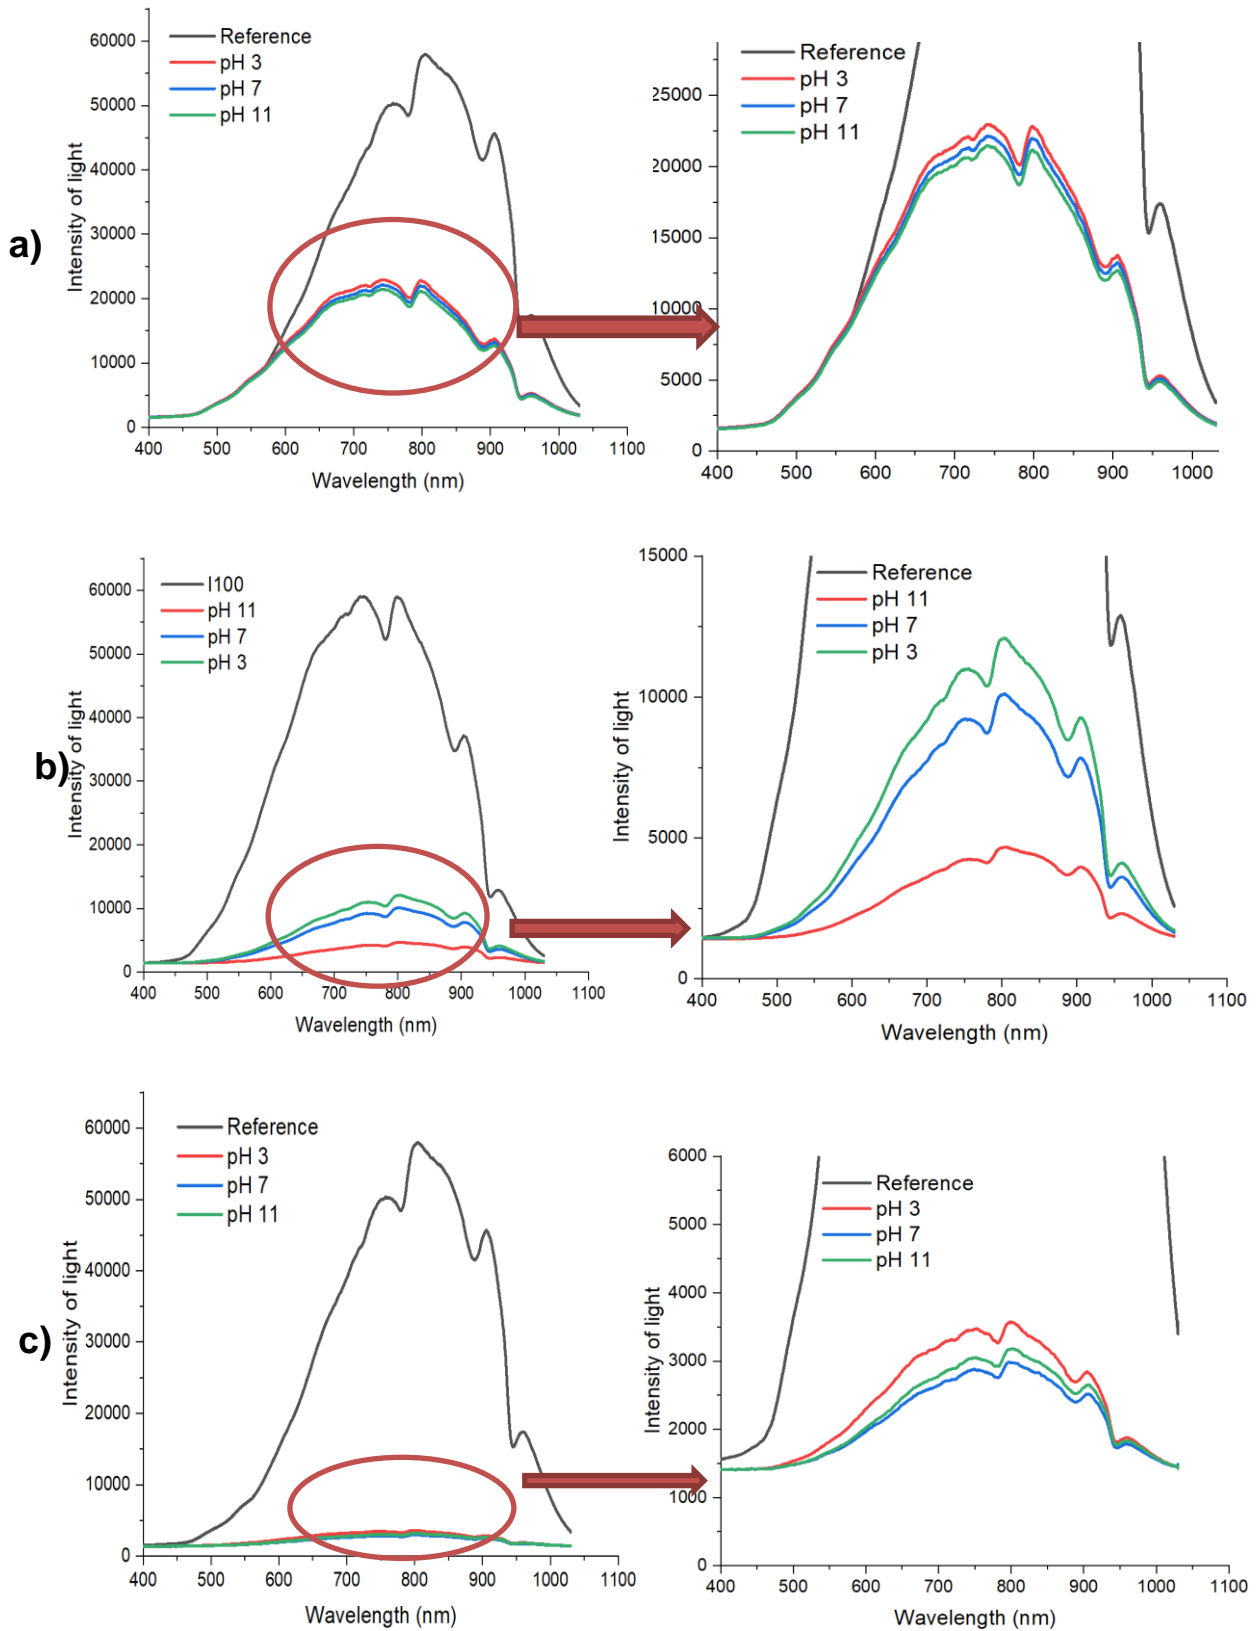 a)
Intensity of light
60000
50000
40000
30000
20000
10000
0
Reference
pH 3
pH 7
pH 11
400 500 600 700 800 900 1000 1100
Wavelength (nm)
25000
20000
15000
10000
5000
0
Reference
pH 3
pH 7
pH 11
400 500 600 700 800 900 1000
b)
Intensity of light
60000
50000
40000
30000
20000
10000
0
I100
pH 11
pH 7
pH 3
400 500 600 700 800 900 1000 1100
Wavelength (nm)
Intensity of light
15000
10000
5000
0
Reference
pH 11
pH 7
pH 3
400 500 600 700 800 900 1000 1100
Wavelength (nm)
c)
Intensity of light
60000
50000
40000
30000
20000
10000
0
Reference
pH 3
pH 7
pH 11
400 500 600 700 800 900 1000 1100
Wavelength (nm)
Intensity of light
6000
5000
4000
3000
2000
1000
0
Reference
pH 3
pH 7
pH 11
400 500 600 700 800 900 1000 1100
Wavelength (nm)